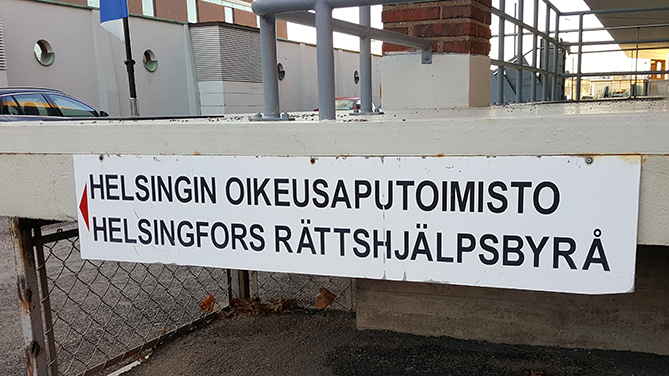 HELSINGIN OIKEUSAPUTOIMISTO
HELSINGFORS RÄTTSHJÄLPSBYRÅ